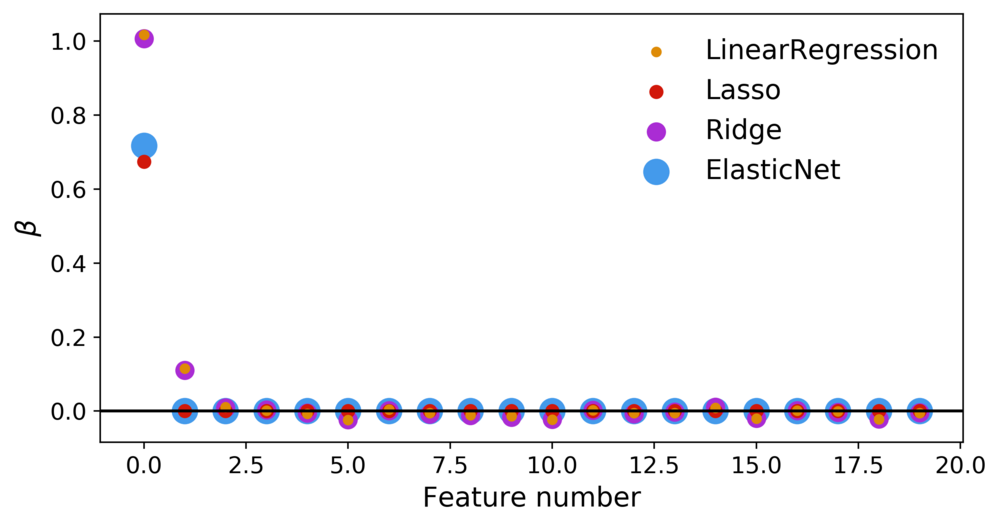 LinearRegression
Lasso
Ridge
ElasticNet
β
1.0
0.8
0.6
0.4
0.2
0.0
0.0 2.5 5.0 7.5 10.0 12.5 15.0 17.5 20.0
Feature number